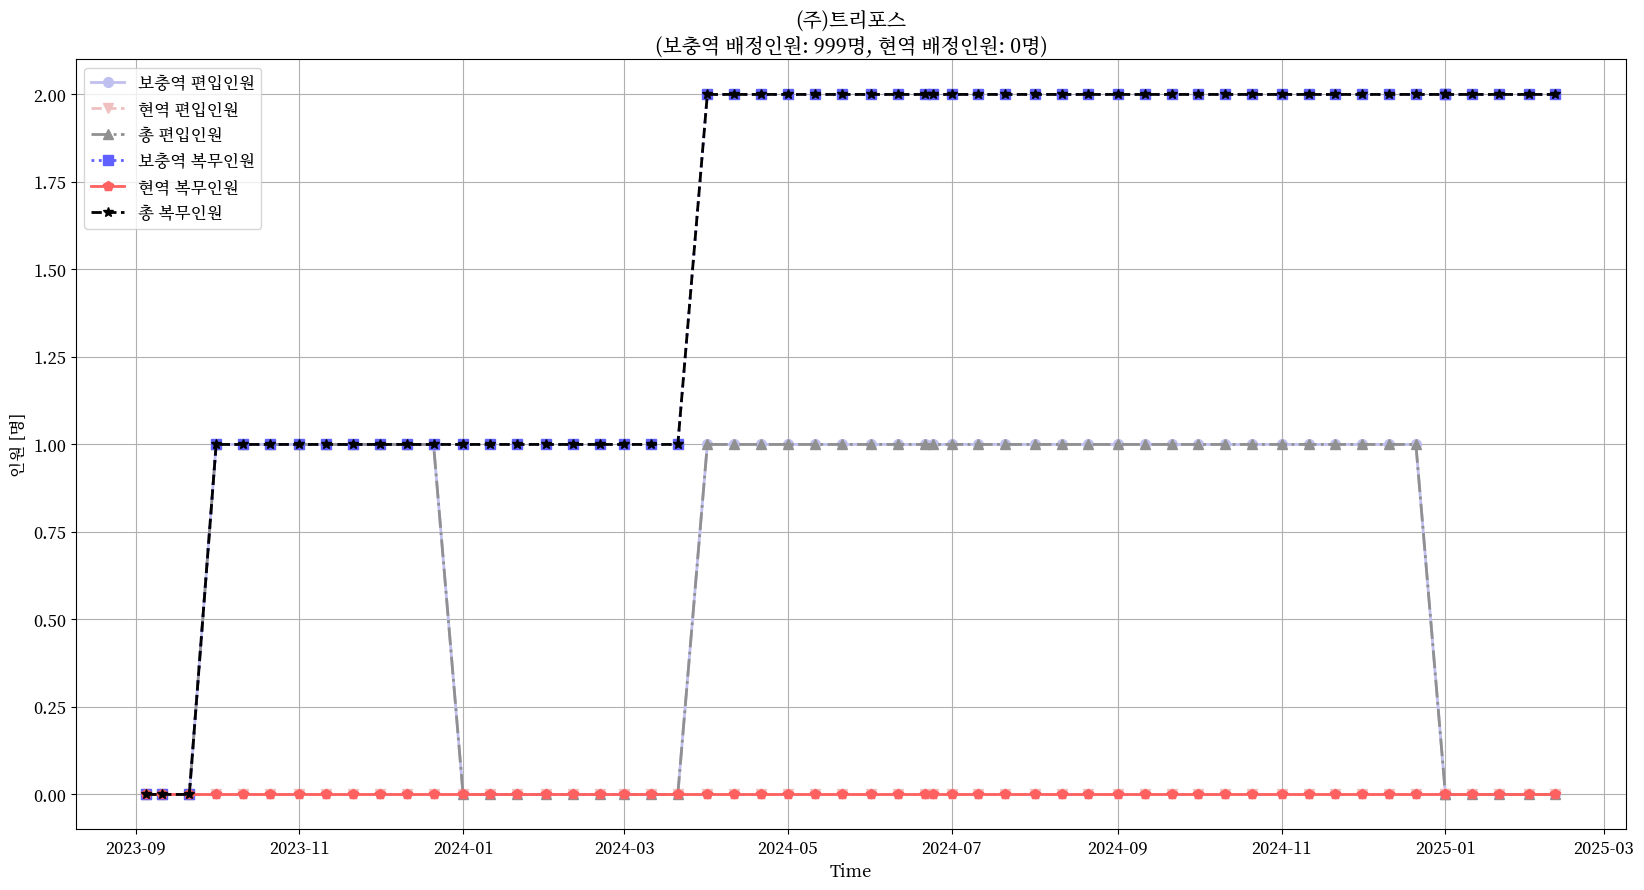 (주)트리포스
(보충역 배정인원: 999명, 현역 배정인원: 0명)
보충역 편입인원
현역 편입인원
총 편입인원
보충역 복무인원
현역 복무인원
총 복무인원
2.00
1.75
1.50
1.25
1.00
0.75
0.50
0.25
0.00
인원 [명]
2023-09
2023-11
2024-01
2024-03
2024-05
2024-07
2024-09
2024-11
2025-01
2025-03
Time